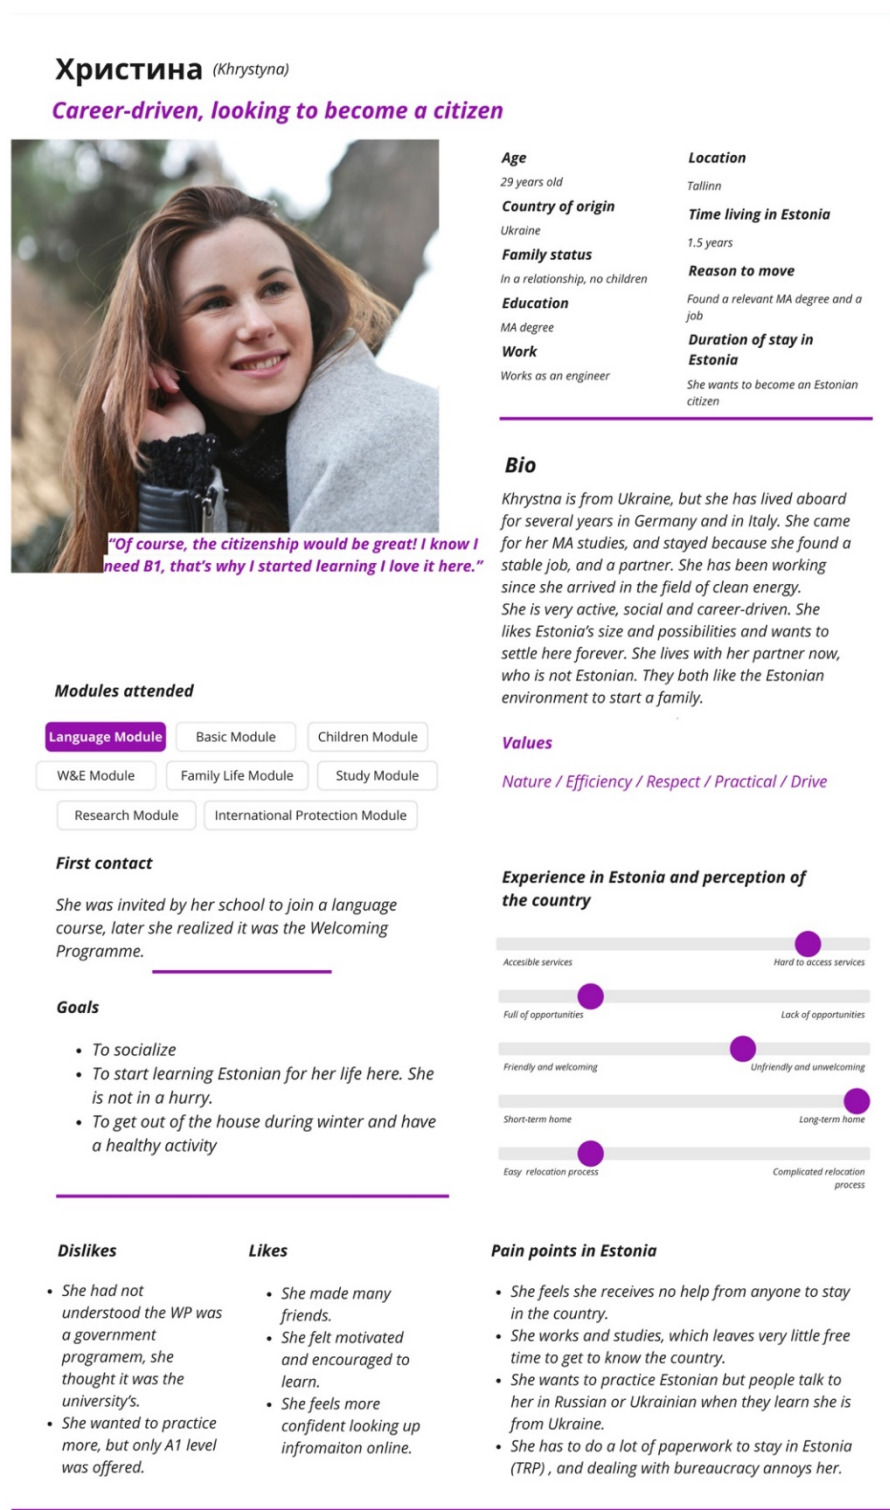 Христина (Khrystyna)
Career-driven, looking to become a citizen
Age
29 years old
Country of origin
Ukraine
Family status
In a relationship, no children
Education
MA degree
Work
Works as an engineer
Location
Tallinn
Time living in Estonia
1.5 years
Reason to move
Found a relevant MA degree and a
job
Duration of stay in
Estonia
She wants to become an Estonian
citizen
“Of course, the citizenship would be great! I know I
need B1, that’s why I started learning I love it here.”
Bio
Khrystna is from Ukraine, but she has lived aboard
for several years in Germany and in Italy. She came
for her MA studies, and stayed because she found a
stable job, and a partner. She has been working
since she arrived in the field of clean energy.
She is very active, social and career-driven. She
likes Estonia’s size and possibilities and wants to
settle here forever. She lives with her partner now,
who is not Estonian. They both like the Estonian
environment to start a family.
Values
Nature / Efficiency / Respect / Practical / Drive
Modules attended
Language Module
Basic Module
Children Module
W&E Module
Family Life Module
Study Module
Research Module
International Protection Module
First contact
She was invited by her school to join a language
course, later she realized it was the Welcoming
Programme.
Goals
• To socialize
• To start learning Estonian for her life here. She
is not in a hurry.
• To get out of the house during winter and have
a healthy activity
Experience in Estonia and perception of
the country
Accesible services
Hard to access services
Full of opportunities
Lack of opportunities
Friendly and welcoming
Unfriendly and unwelcoming
Short-term home
Long-term home
Easy relocation process
Complicated relocation
process
Dislikes
• She had not
understood the WP was
a government
programem, she
thought it was the
university’s.
• She wanted to practice
more, but only A1 level
was offered.
Likes
• She made many
friends.
• She felt motivated
and encouraged to
learn.
• She feels more
confident looking up
infromaiton online.
Pain points in Estonia
• She feels she receives no help from anyone to stay
in the country.
• She works and studies, which leaves very little free
time to get to know the country.
• She wants to practice Estonian but people talk to
her in Russian or Ukrainian when they learn she is
from Ukraine.
• She has to do a lot of paperwork to stay in Estonia
(TRP) , and dealing with bureaucracy annoys her.